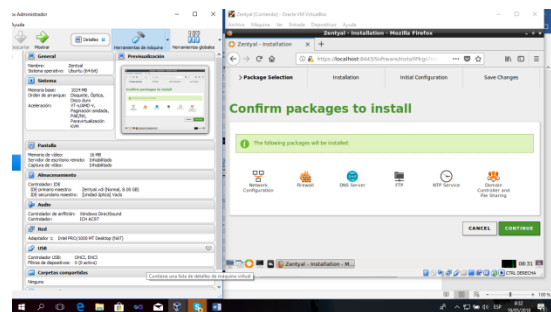 Administrador
Ayuda
Detalles
Mostrar
Herramientas de máquina
Herramientas globales
General
Previsualización
Nombre: Zentyal
Sistema operativo: Ubuntu (64-bit)
Sistema
Memoria base: 1024 MB
Orden de arranque: Disquete, Óptica,
Disco duro
Aceleración: VT-x/AMD-V,
Paginación anidada,
PAE/NX,
Paravirtualización
KVM
Pantalla
Memoria de vídeo: 16 MB
Servidor de escritorio remoto: Inhabilitado
Captura de vídeo: Inhabilitado
Almacenamiento
Controlador: IDE
IDE primario maestro: Zentyal.vdi (Normal, 8,00 GB)
IDE secundario maestro: [Unidad óptica] Vacío
Audio
Controlador de anfitrión: Windows DirectSound
Controlador: ICH AC97
Red
Adaptador 1: Intel PRO/1000 MT Desktop (NAT)
USB
Controlador USB: OHCI, EHCI
Filtros de dispositivos: 0 (0 activo)
Carpetas compartidas
Ninguno
Contiene una lista de detalles de máquina virtual
Zentyal [Corriendo] - Oracle VM VirtualBox
Archivo Máquina Ver Entrada Dispositivos Ayuda
Zentyal - Installation - Mozilla Firefox
Zentyal - Installation
https://localhost:8443/Software/InstallPkgs
Package Selection
Installation
Initial Configuration
Save Changes
Confirm packages to install
The following packages will be installed:
Network Configuration
Firewall
DNS Server
FTP
NTP Service
Domain Controller and File Sharing
CANCEL
CONTINUE
Zentyal - Installation - M...
06:31
CTRL DERECHA
100%
ESP
6:32
18/05/2018